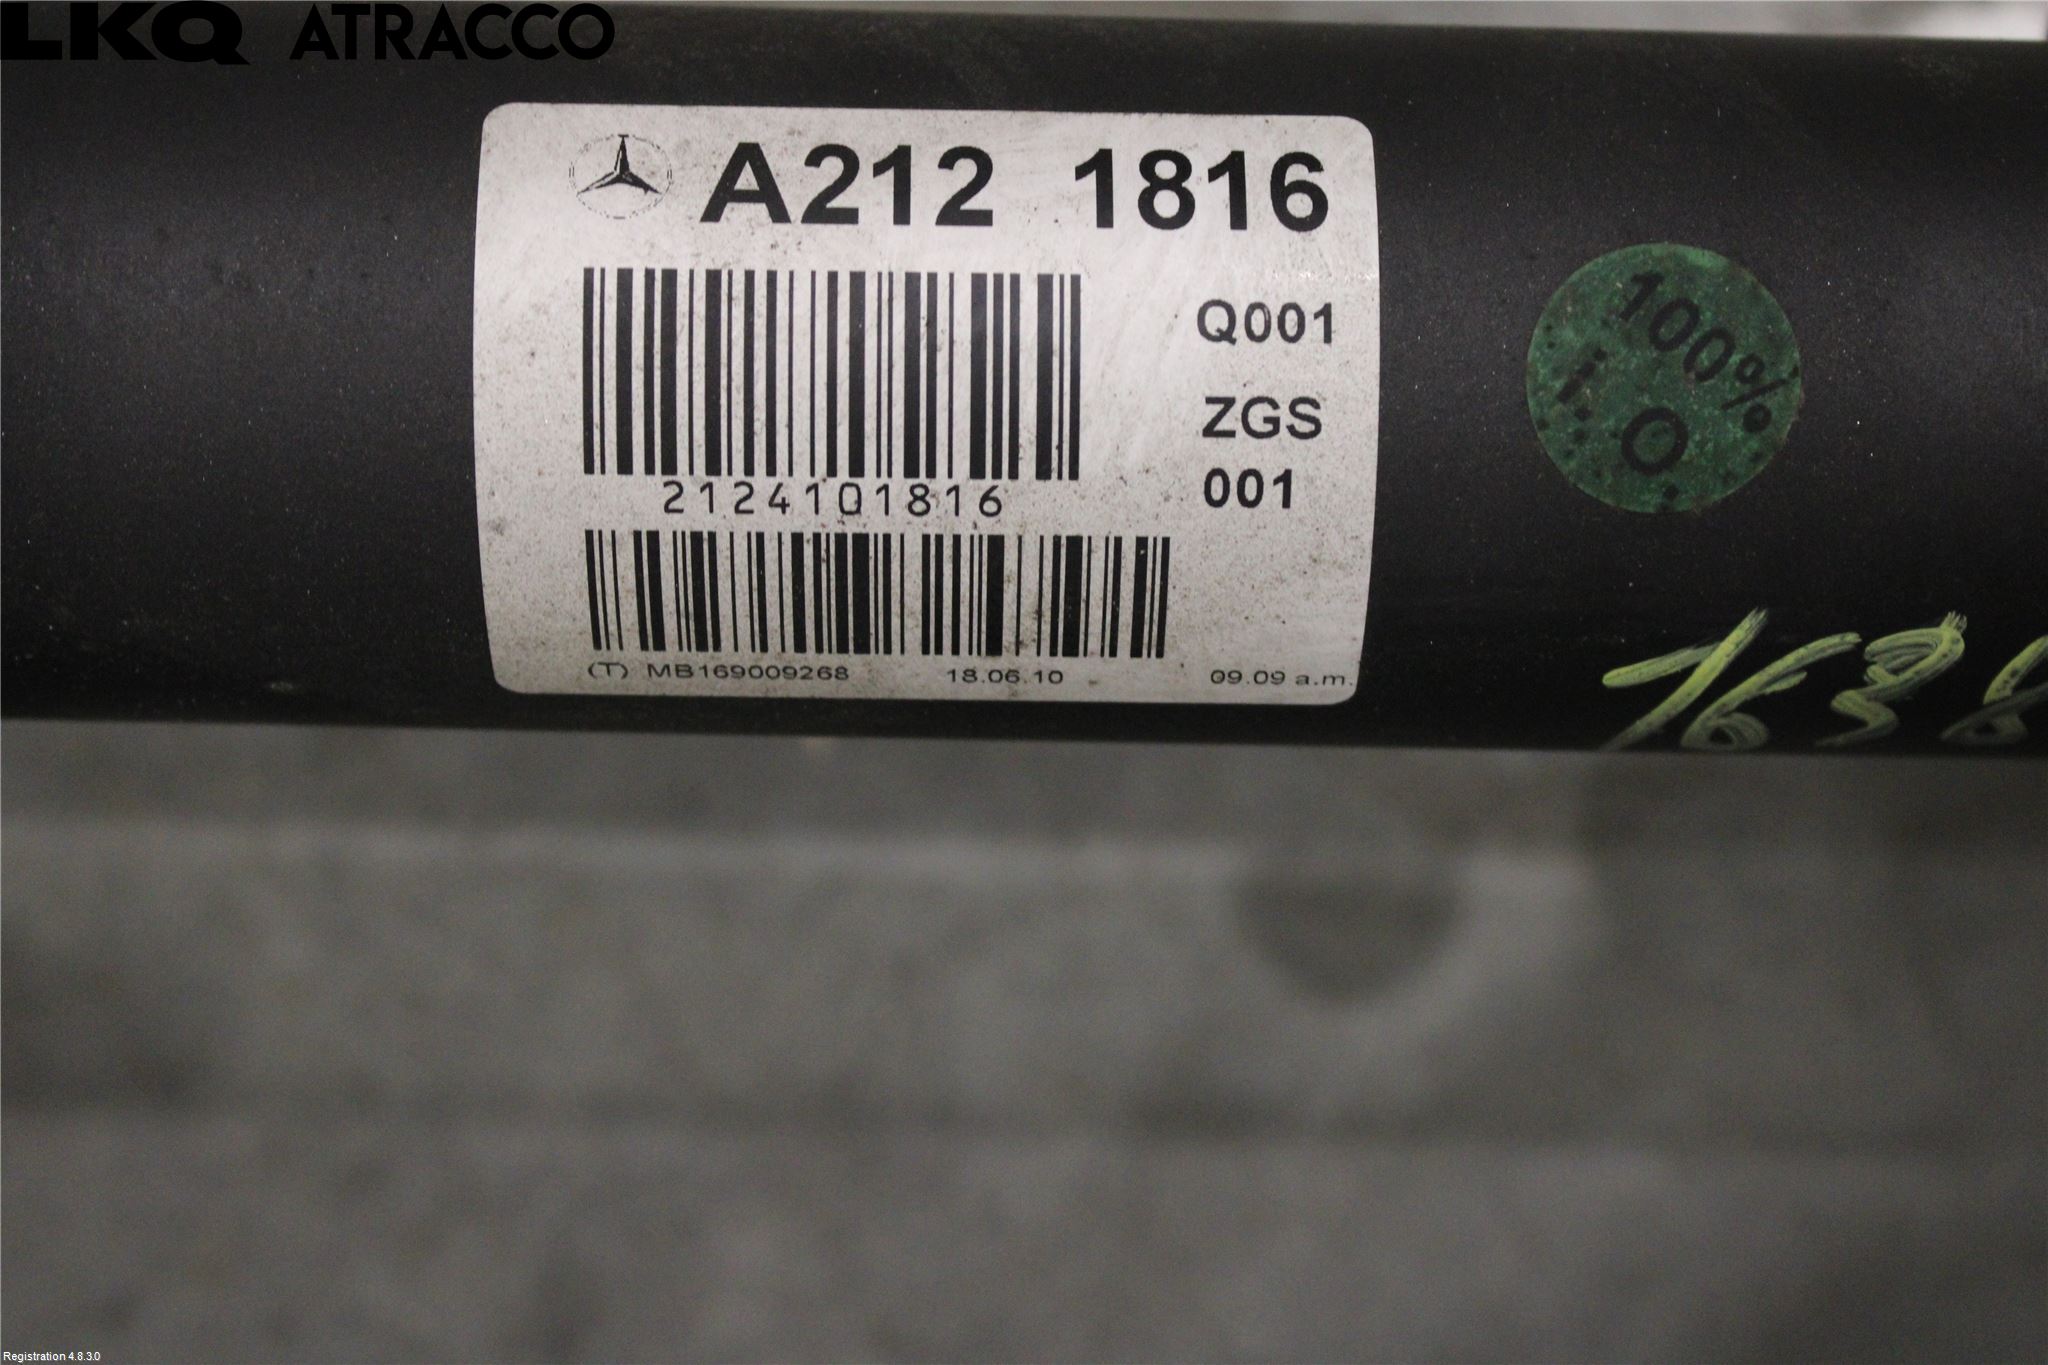 LKQ ATRACCO
A212 1816
Q001
ZGS
001
2124101816
(T) MB169009268 18.06.10 09.09 a.m.
100%
i.O
Registration 4.8.3.0